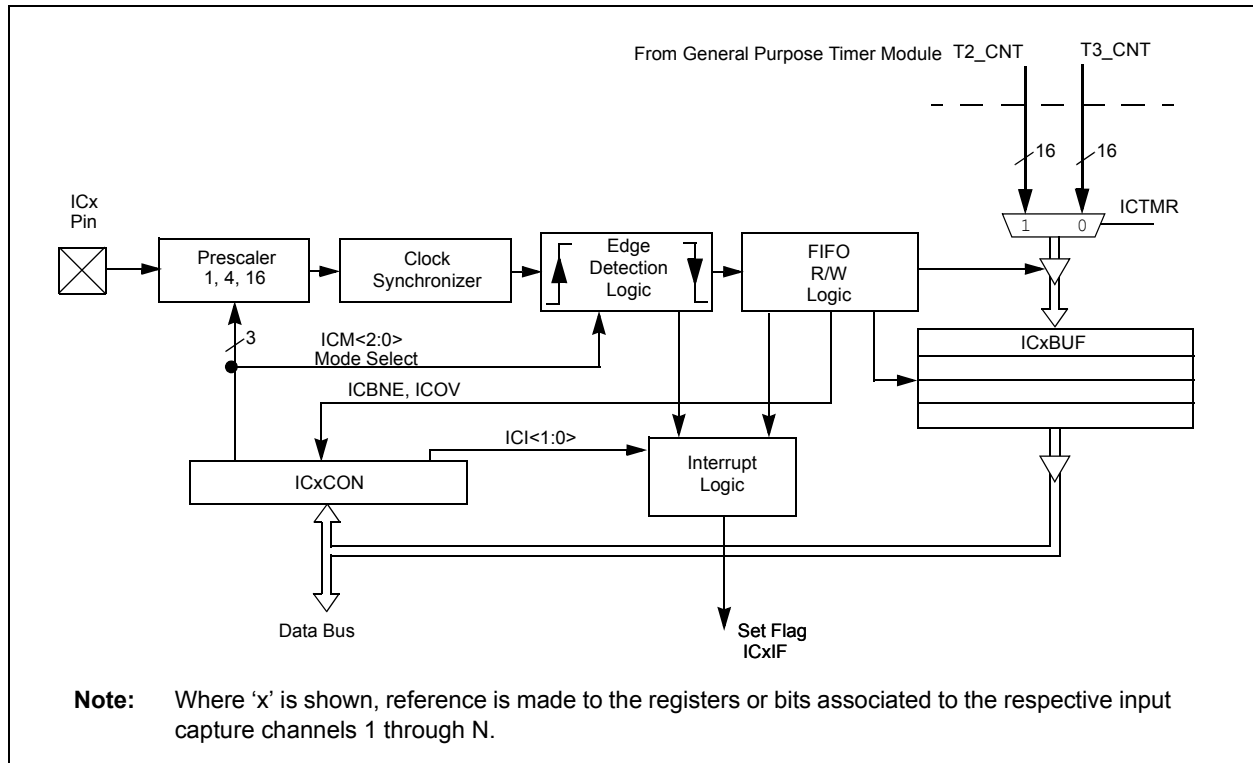 From General Purpose Timer Module T2_CNT T3_CNT
16 16
ICx
Pin
ICTMR
1 0
Prescaler
1, 4, 16
Clock
Synchronizer
Edge
Detection
Logic
FIFO
R/W
Logic
3
ICM<2:0>
Mode Select
ICxBUF
ICBNE, ICOV
ICI<1:0>
ICxCON
Interrupt
Logic
Data Bus
Set Flag
ICxIF
Note: Where ‘x’ is shown, reference is made to the registers or bits associated to the respective input
capture channels 1 through N.